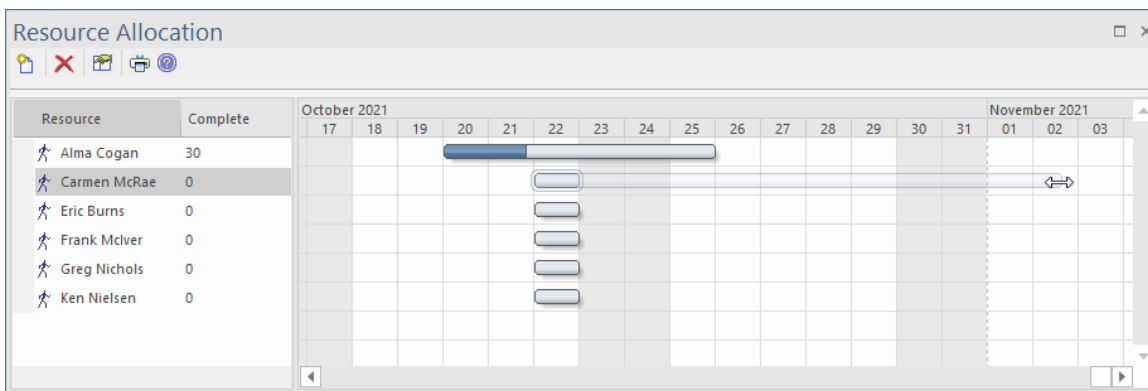 Resource Allocation
Resource Complete October 2021 November 2021
17 18 19 20 21 22 23 24 25 26 27 28 29 30 31 01 02 03
Alma Cogan 30
Carmen McRae 0
Eric Burns 0
Frank McIver 0
Greg Nichols 0
Ken Nielsen 0